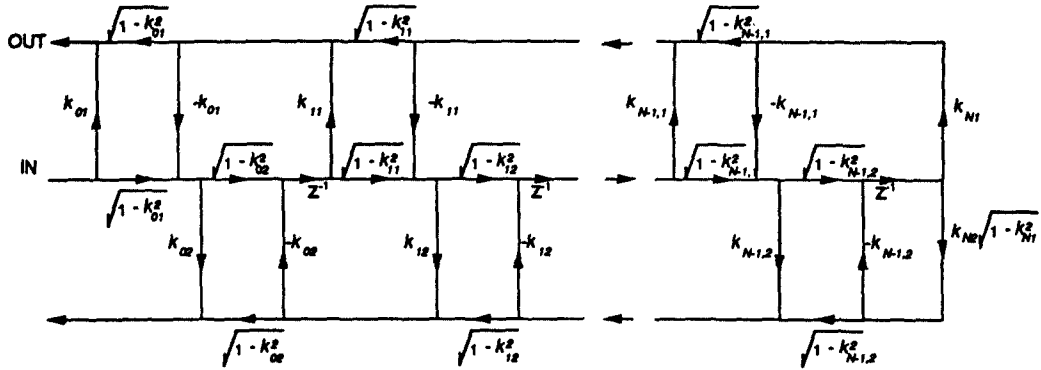 √1 - k²₀₁ √1 - k²₁₁ √1 - k²N-1,1
OUT
k₀₁ -k₀₁ k₁₁ -k₁₁ kN-1,1 -kN-1,1 kN1
IN √1 - k²₀₂ √1 - k²₁₁ √1 - k²₁₂ √1 - k²N-1,1 √1 - k²N-1,2
Z⁻¹ Z⁻¹ Z⁻¹
√1 - k²₀₁
k₀₂ -k₀₂ k₁₂ -k₁₂ kN-1,2 -kN-1,2 kN2√1 - k²N1
√1 - k²₀₂ √1 - k²₁₂ √1 - k²N-1,2